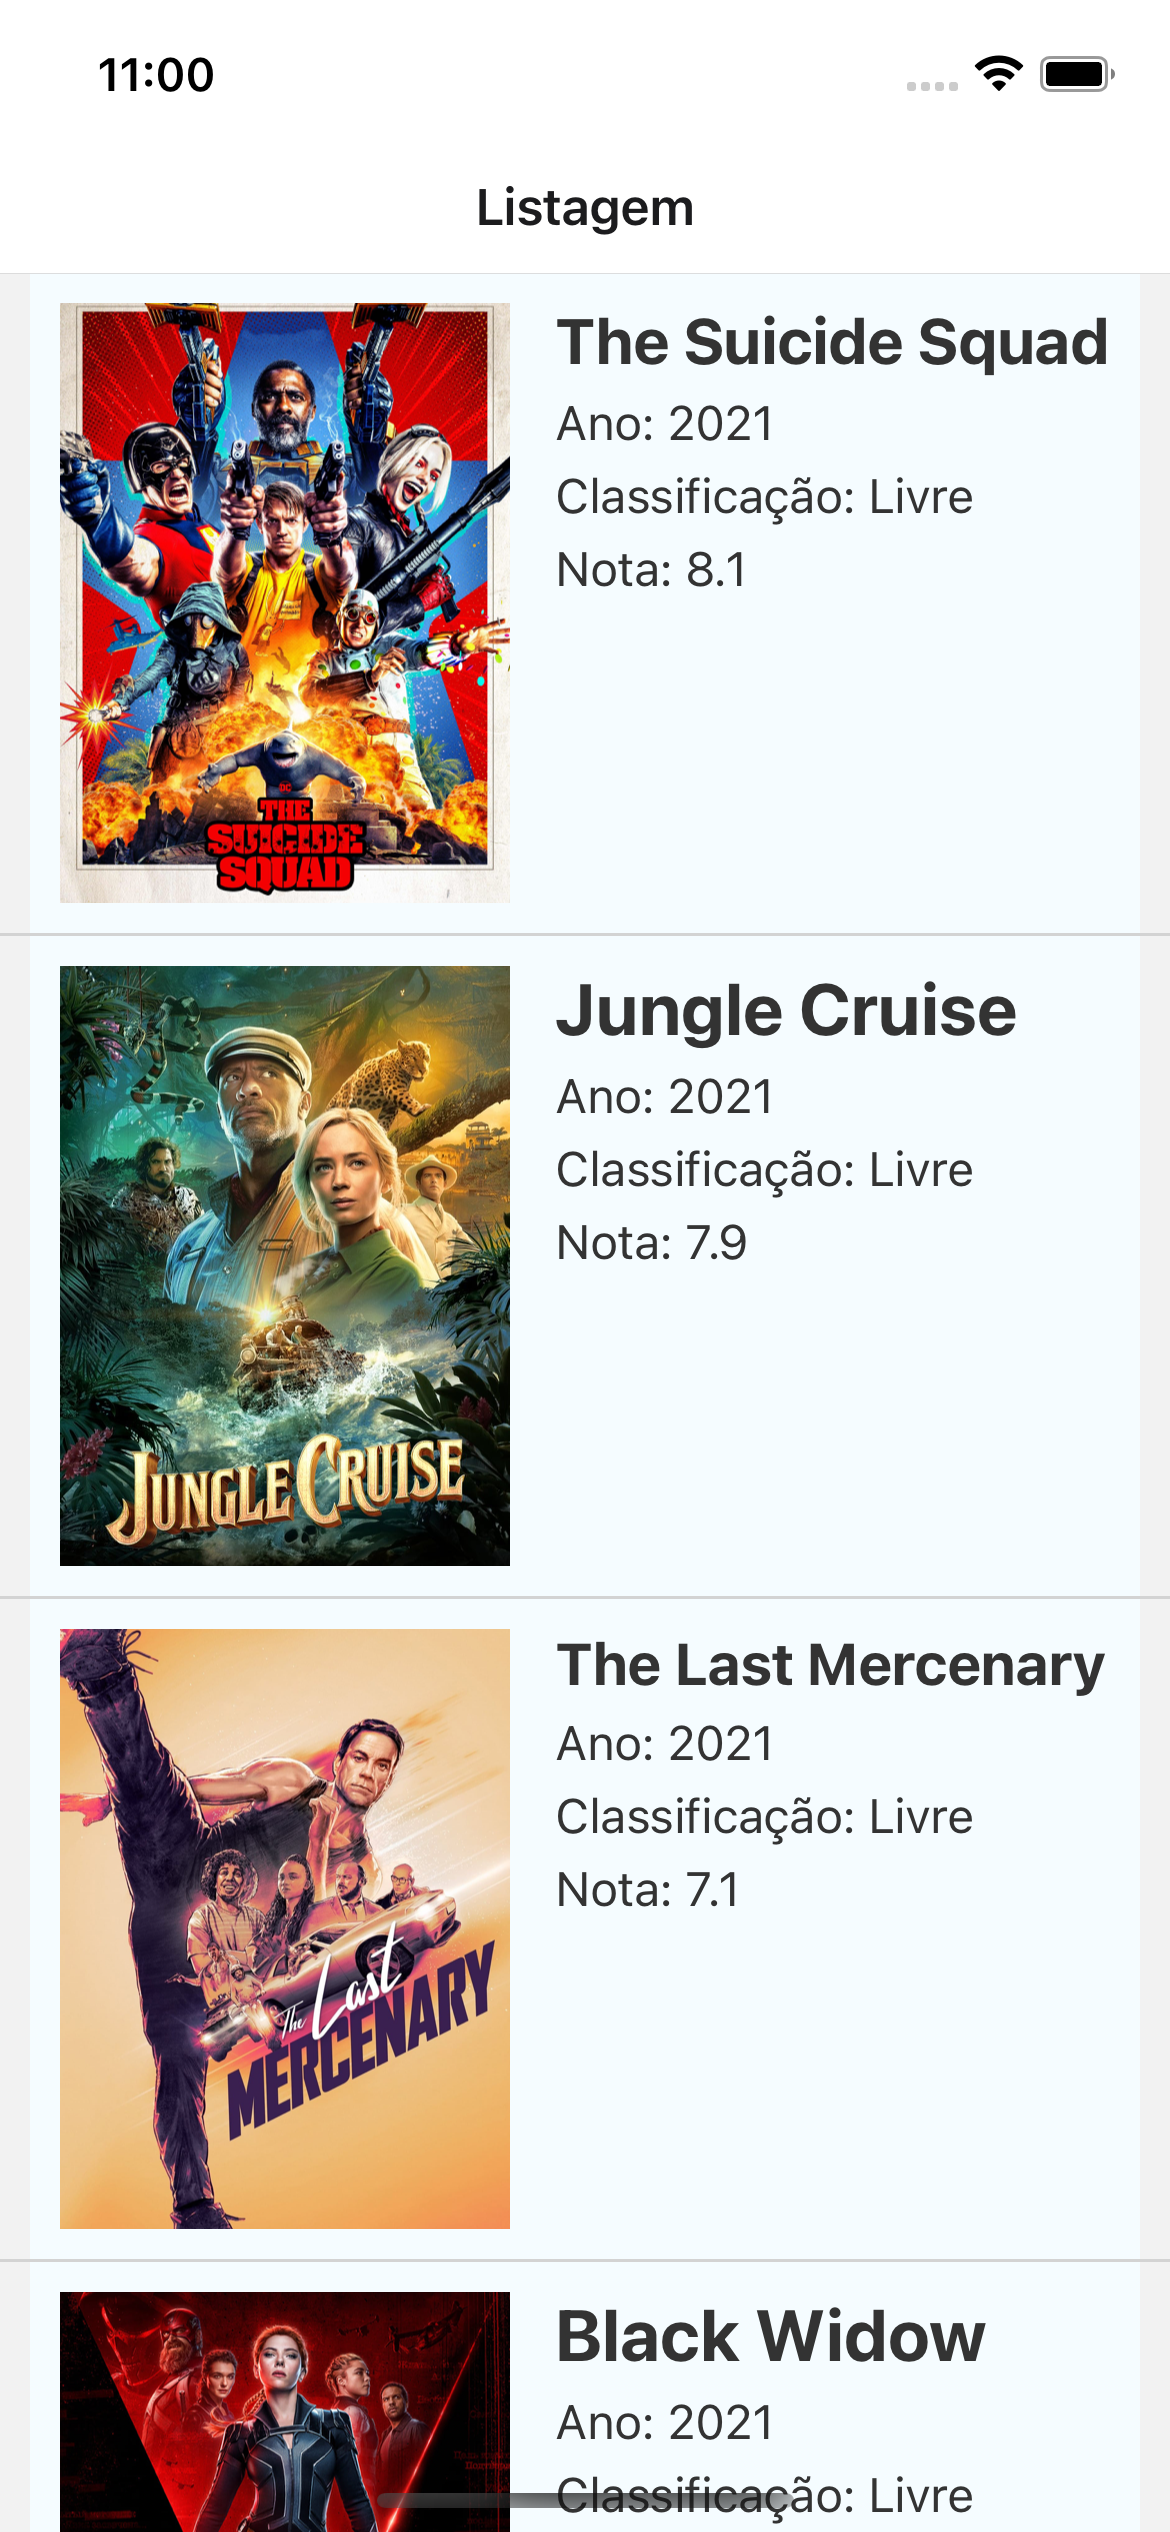 11:00
Listagem
The Suicide Squad
Ano: 2021
Classificação: Livre
Nota: 8.1
DC
THE
SUICIDE
SQUAD
Jungle Cruise
Ano: 2021
Classificação: Livre
Nota: 7.9
JUNGLE CRUISE
The Last Mercenary
Ano: 2021
Classificação: Livre
Nota: 7.1
The Last
MERCENARY
Black Widow
Ano: 2021
Classificação: Livre